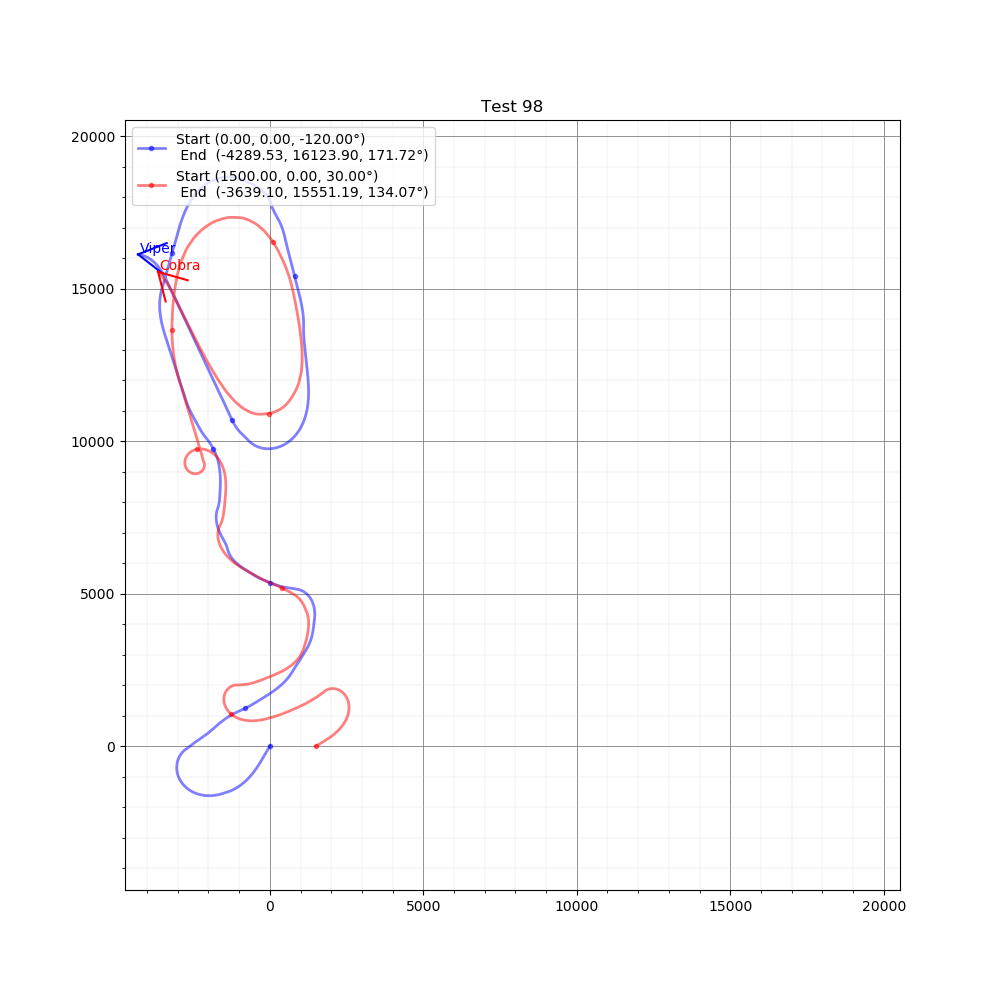 Test 98
Start (0.00, 0.00, -120.00°)
End (-4289.53, 16123.90, 171.72°)
Start (1500.00, 0.00, 30.00°)
End (-3639.10, 15551.19, 134.07°)
20000
15000
10000
5000
0
Viper
Cobra
0
5000
10000
15000
20000